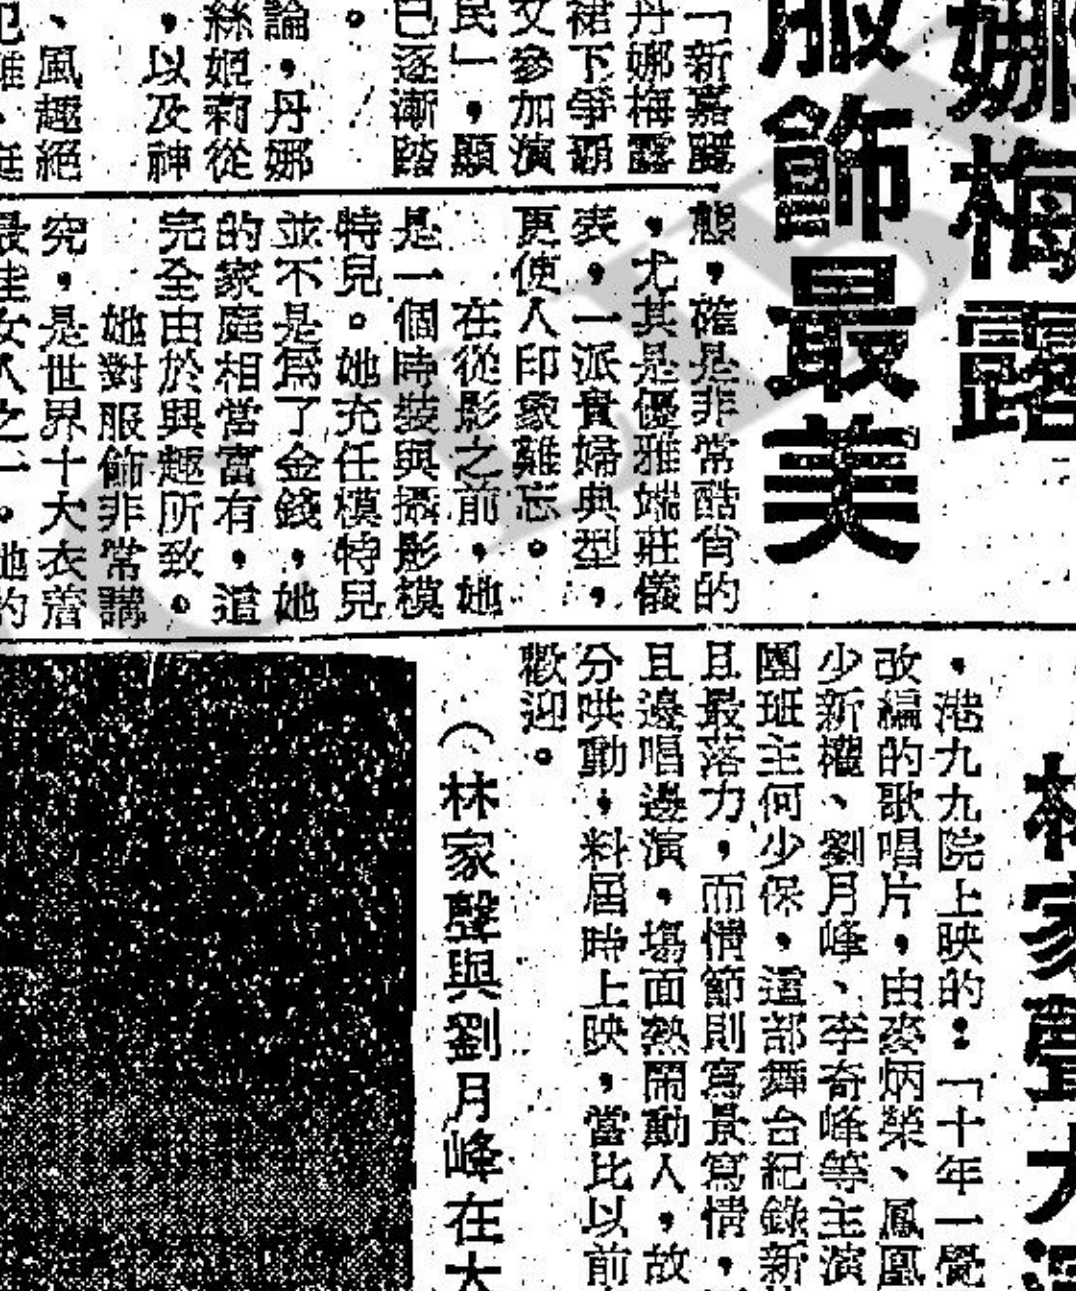 娜梅露
服飾最美
「新嘉麗
丹娜梅露
裙下爭霸
文參加演
民」,顯
已逐漸踏
。
論,丹娜
絲姬莉從
,以及神
、風趣絕
態,確是非常酷肖的
,尤其是優雅端莊儀
表,一派貴婦典型,
更使人印象難忘。
在從影之前,她
是一個時裝與攝影模
特兒。她充任模特兒
並不是爲了金錢,她
的家庭相當富有,這
完全由於興趣所致。
她對服飾非常講
究,是世界十大衣著
最佳女人之一。她的
林家聲大
,港九九院上映的:「十年一覺
改編的歌唱片,由麥炳榮、鳳凰
少新權、劉月峰、李奇峰等主演
團班主何少保,這部舞台紀錄新
且最落力,而情節則寫景寫情,
且邊唱邊演,塲面熱鬧動人,故
分哄動,料屆時上映,當比以前
歡迎。
(林家聲與劉月峰在大